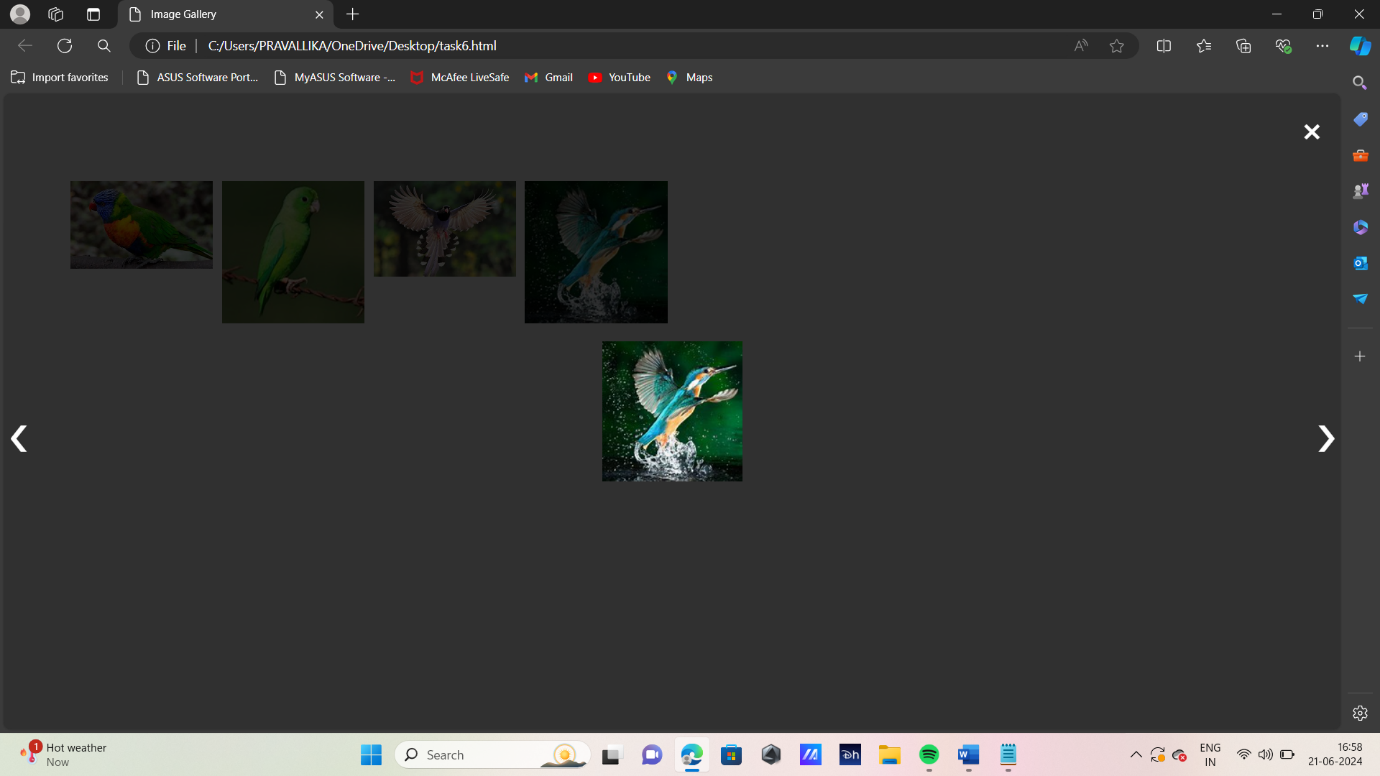 Image Gallery
File C:/Users/PRAVALLIKA/OneDrive/Desktop/task6.html
Import favorites ASUS Software Port... MyASUS Software -... McAfee LiveSafe Gmail YouTube Maps
1 Hot weather
Now
Search
ENG
IN
16:58
21-06-2024